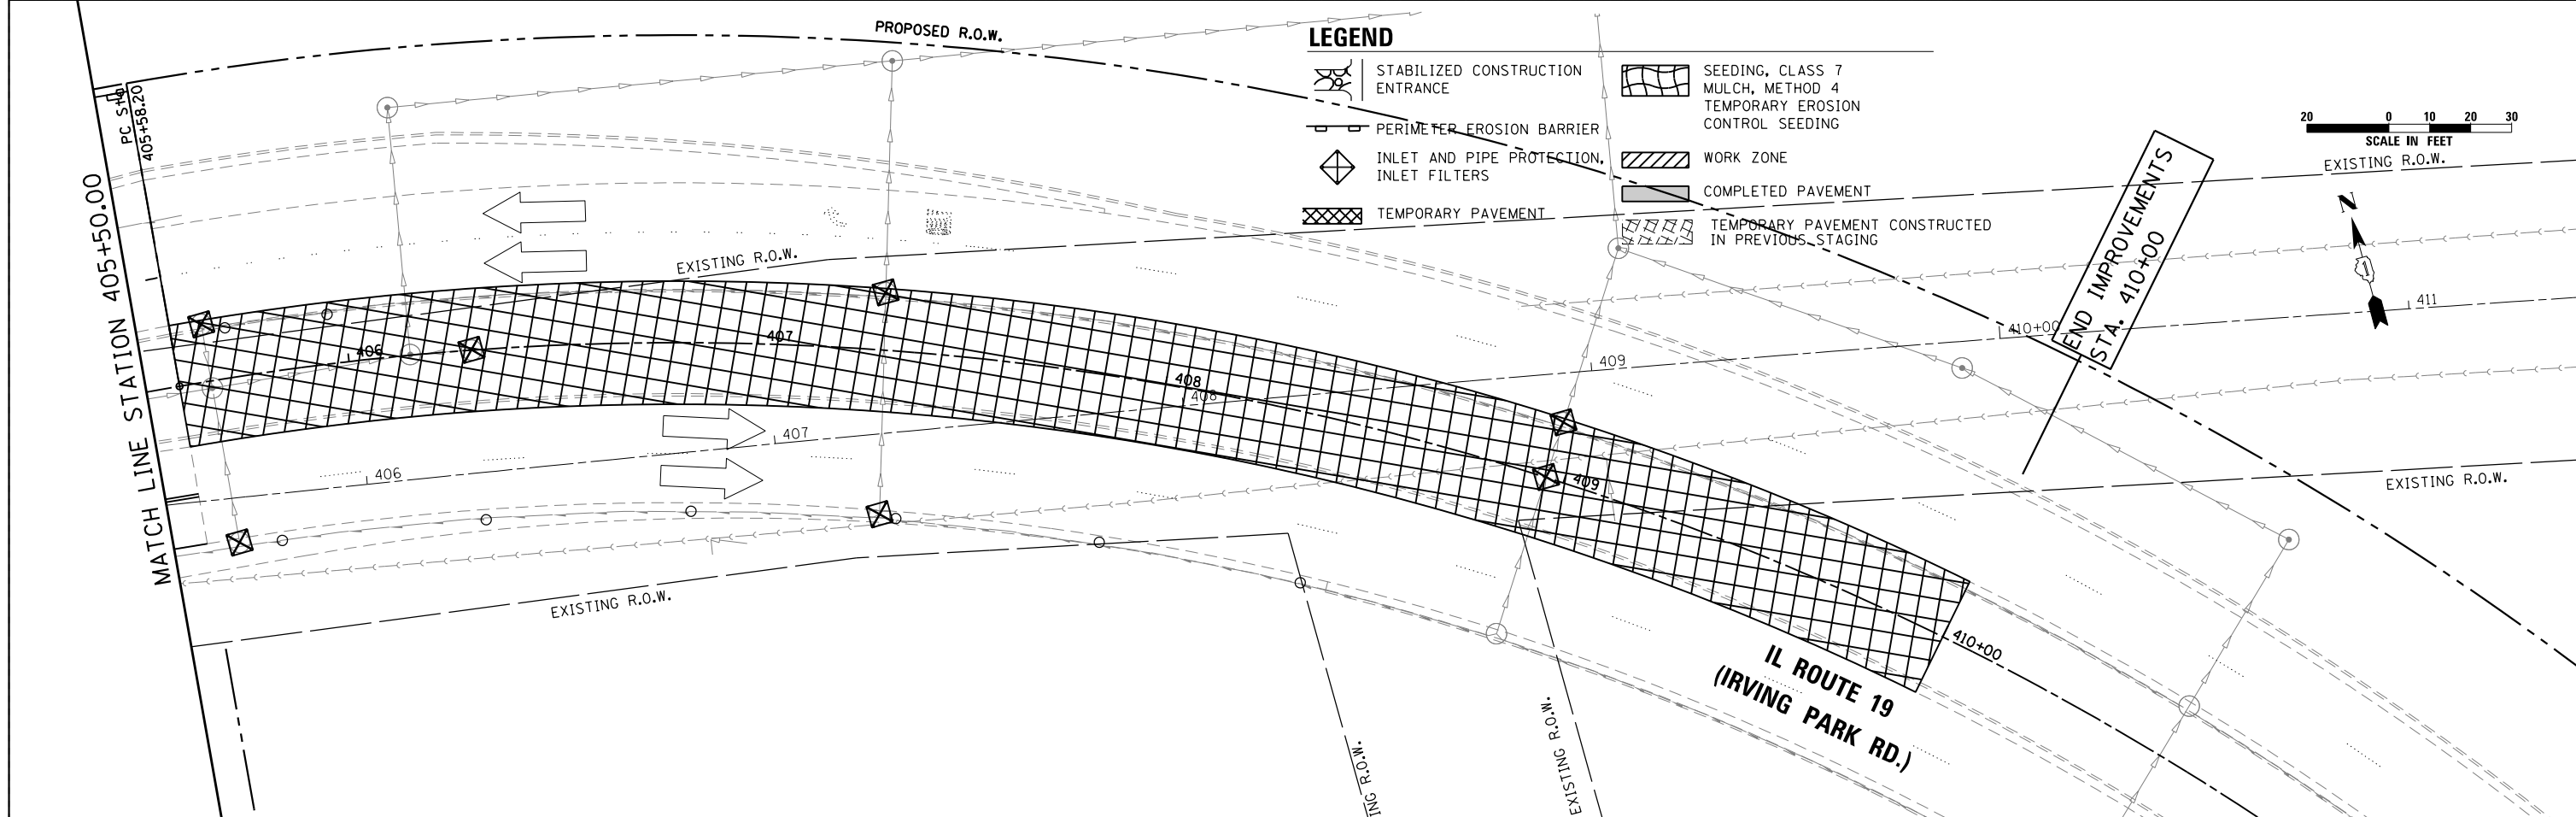 PROPOSED R.O.W.
LEGEND
STABILIZED CONSTRUCTION
ENTRANCE
PERIMETER EROSION BARRIER
INLET AND PIPE PROTECTION,
INLET FILTERS
TEMPORARY PAVEMENT
SEEDING, CLASS 7
MULCH, METHOD 4
TEMPORARY EROSION
CONTROL SEEDING
WORK ZONE
COMPLETED PAVEMENT
TEMPORARY PAVEMENT CONSTRUCTED
IN PREVIOUS STAGING
20 0 10 20 30
SCALE IN FEET
EXISTING R.O.W.
N
END IMPROVEMENTS
STA. 410+00
PC Sta
405+58.20
MATCH LINE STATION 405+50.00
EXISTING R.O.W.
406
407
408
408
409
409
410+00
411
406
407
410+00
EXISTING R.O.W.
EXISTING R.O.W.
IL ROUTE 19
(IRVING PARK RD.)
ING R.O.W.
EXISTING R.O.W.